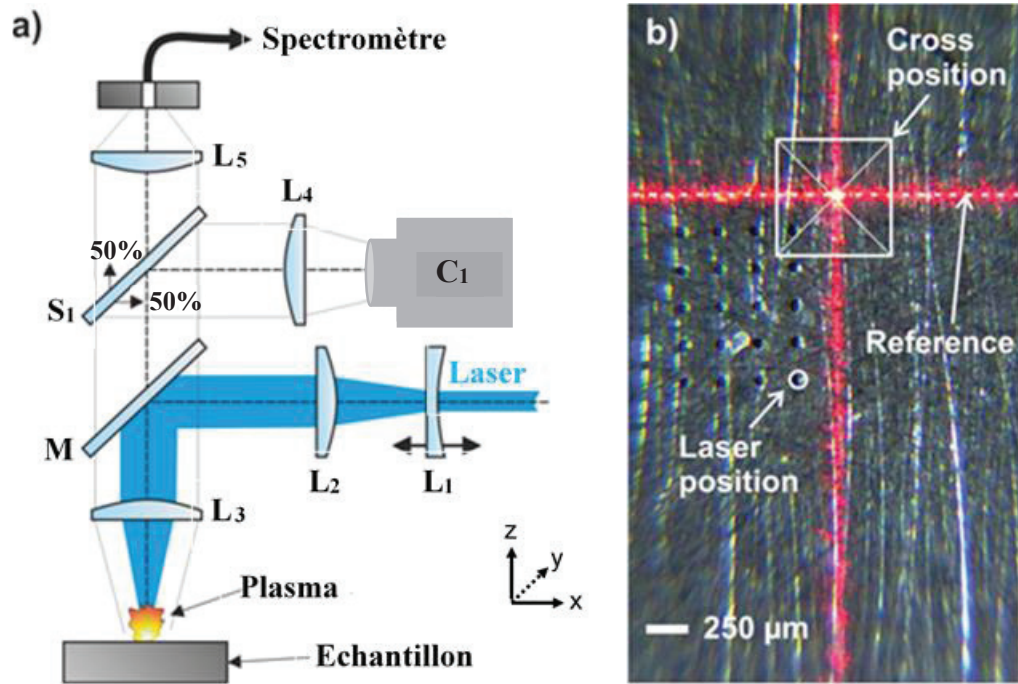 a)
Spectromètre
L5
L4
50%
50%
S1
C1
Laser
M
L2
L1
L3
Plasma
z
y
x
Echantillon
b)
Cross
position
Reference
Laser
position
250 µm